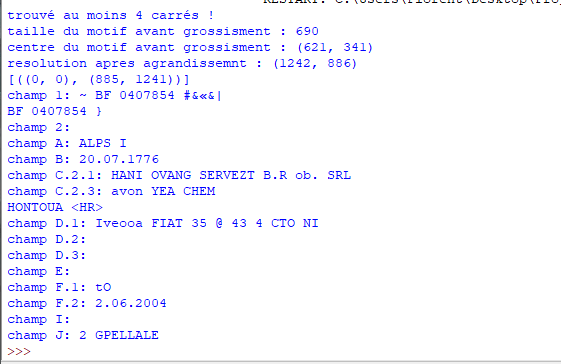 RESTART: C:\Users\Florent\Desktop\Pro
trouvé au moins 4 carrés !
taille du motif avant grossisment : 690
centre du motif avant grossisment : (621, 341)
resolution apres agrandissemnt : (1242, 886)
[((0, 0), (885, 1241))]
champ 1: ~ BF 0407854 #&«&|
BF 0407854 }
champ 2:
champ A: ALPS I
champ B: 20.07.1776
champ C.2.1: HANI OVANG SERVEZT B.R ob. SRL
champ C.2.3: avon YEA CHEM
HONTOUA <HR>
champ D.1: Iveooa FIAT 35 @ 43 4 CTO NI
champ D.2:
champ D.3:
champ E:
champ F.1: tO
champ F.2: 2.06.2004
champ I:
champ J: 2 GPELLALE
>>>